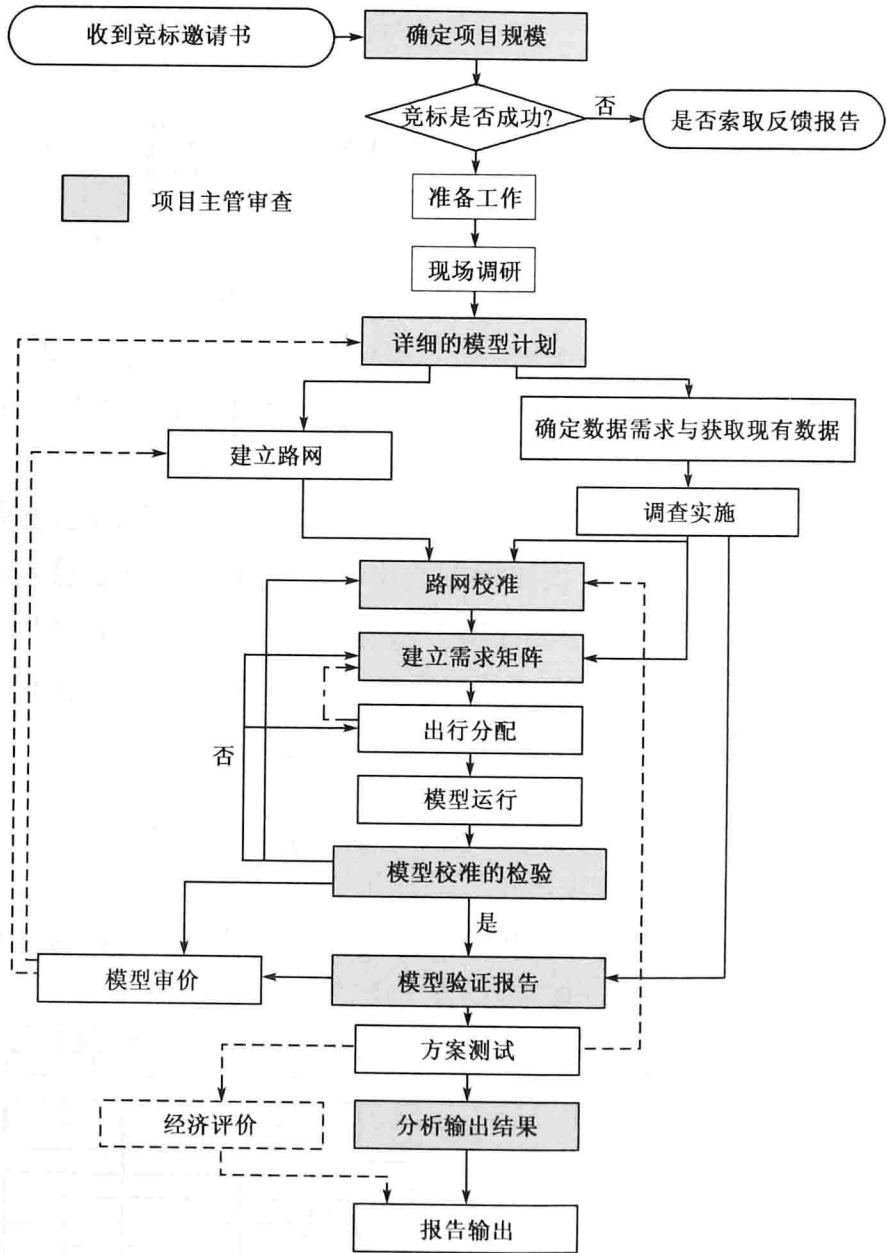 收到竞标邀请书
确定项目规模
竞标是否成功?
否
是否索取反馈报告
准备工作
项目主管审查
现场调研
详细的模型计划
确定数据需求与获取现有数据
建立路网
调查实施
路网校准
建立需求矩阵
出行分配
否
模型运行
模型校准的检验
是
模型审价
模型验证报告
方案测试
经济评价
分析输出结果
报告输出